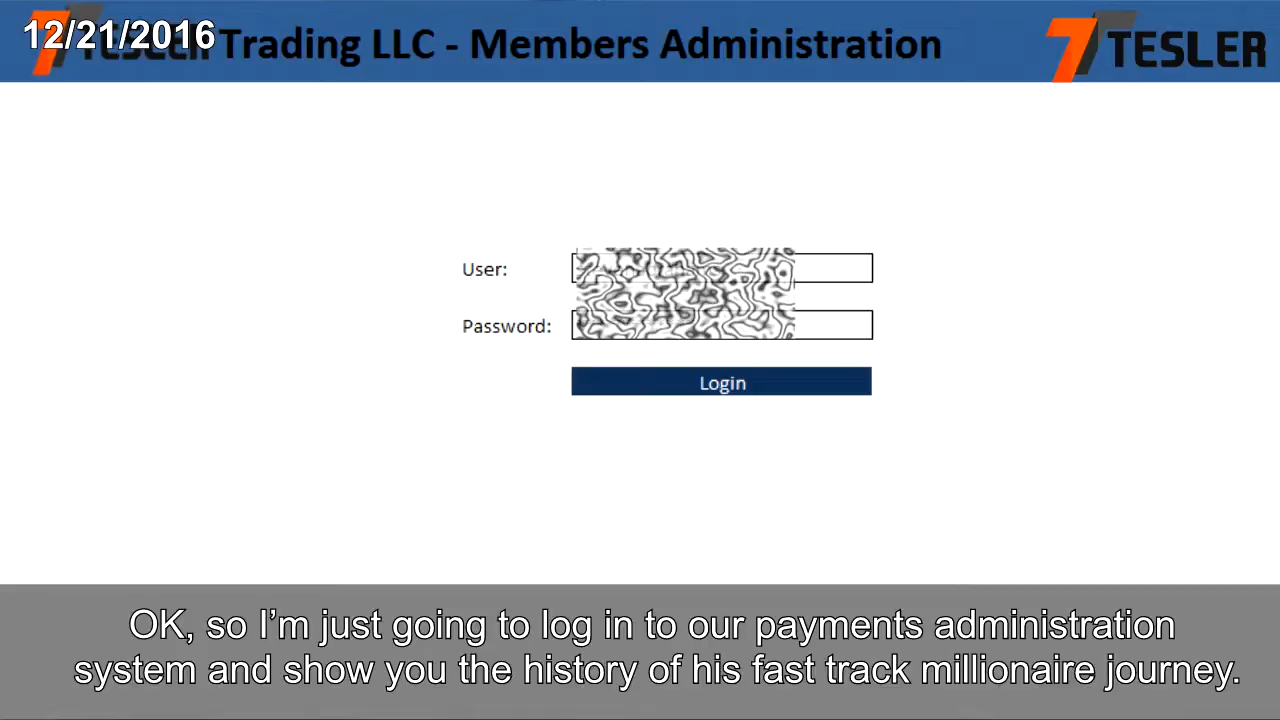 12/21/2016
TESLER Trading LLC - Members Administration
TESLER
User:
Password:
Login
OK, so I’m just going to log in to our payments administration
system and show you the history of his fast track millionaire journey.